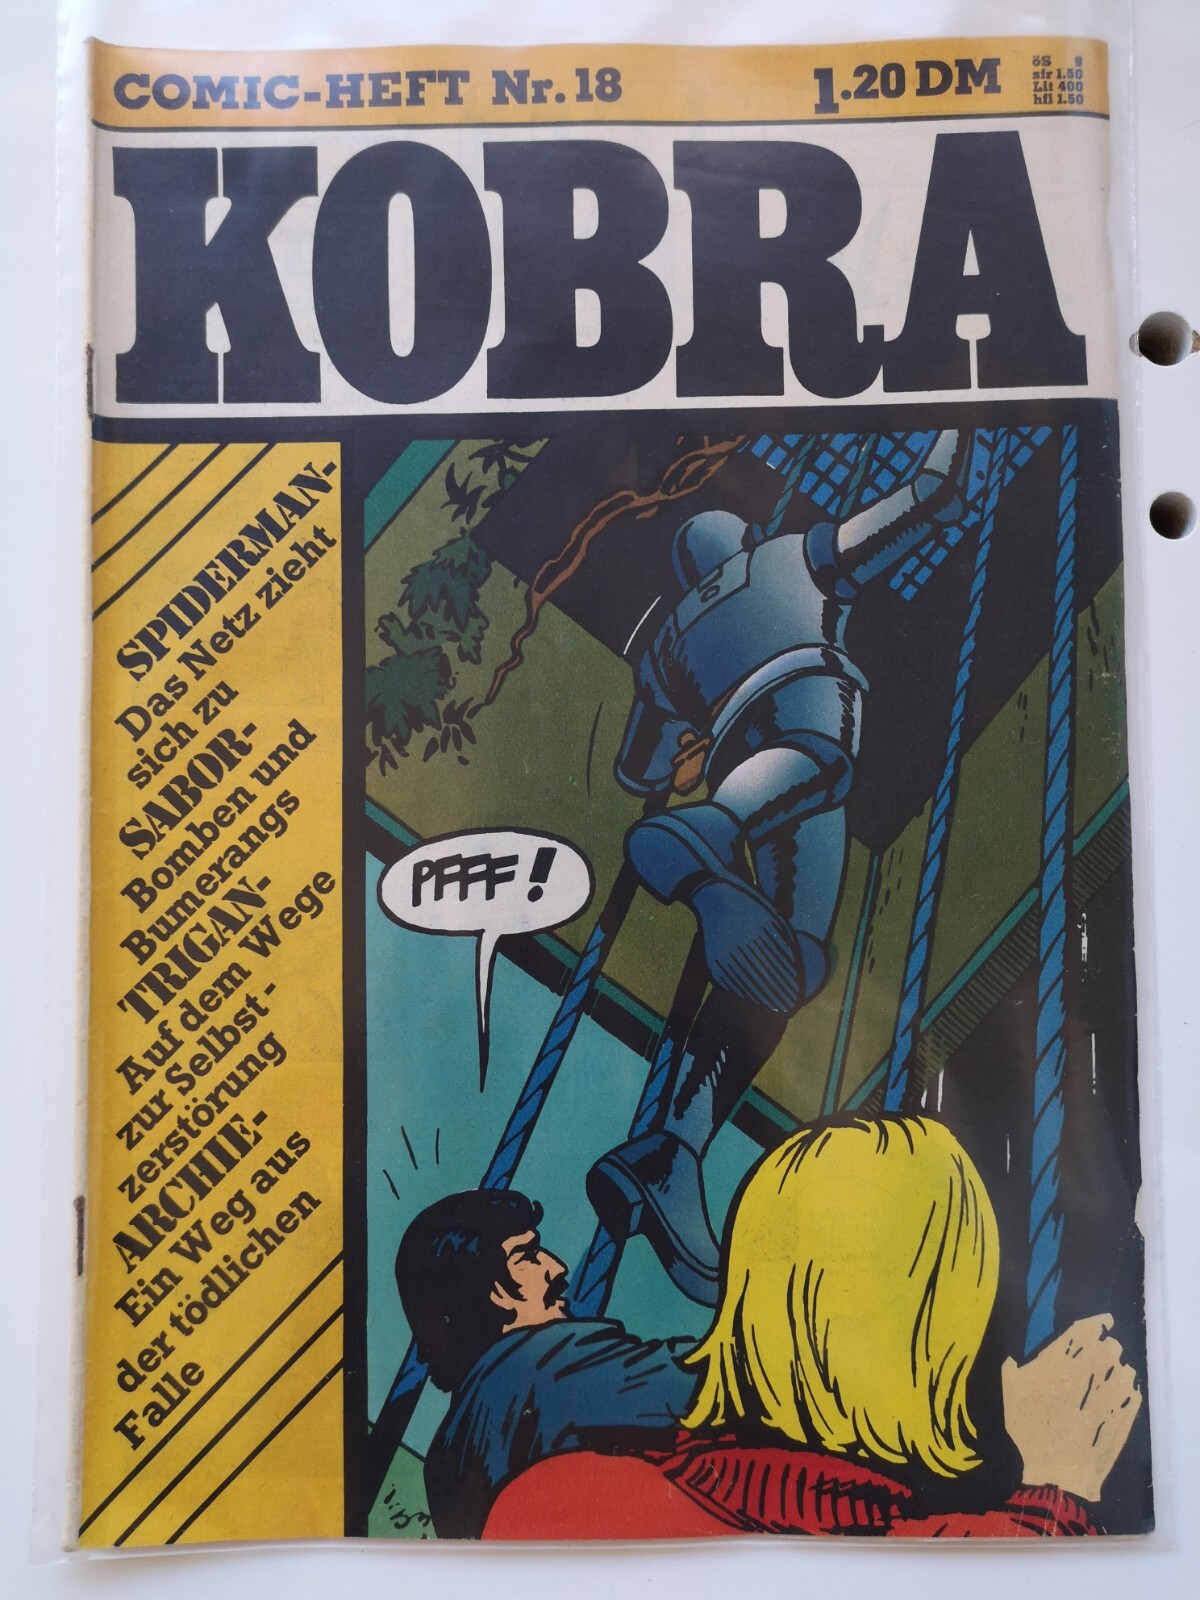 COMIC-HEFT Nr. 18
1.20 DM
öS 8
sfr 1.50
Lit 400
hfl 1.50
KOBRA
SPIDERMAN-
Das Netz zieht
sich zu
SABOR-
Bomben und
Bumerangs
TRIGAN-
Auf dem Wege
zur Selbst-
zerstörung
ARCHIE-
Ein Weg aus
der tödlichen
Falle
PFFFF!